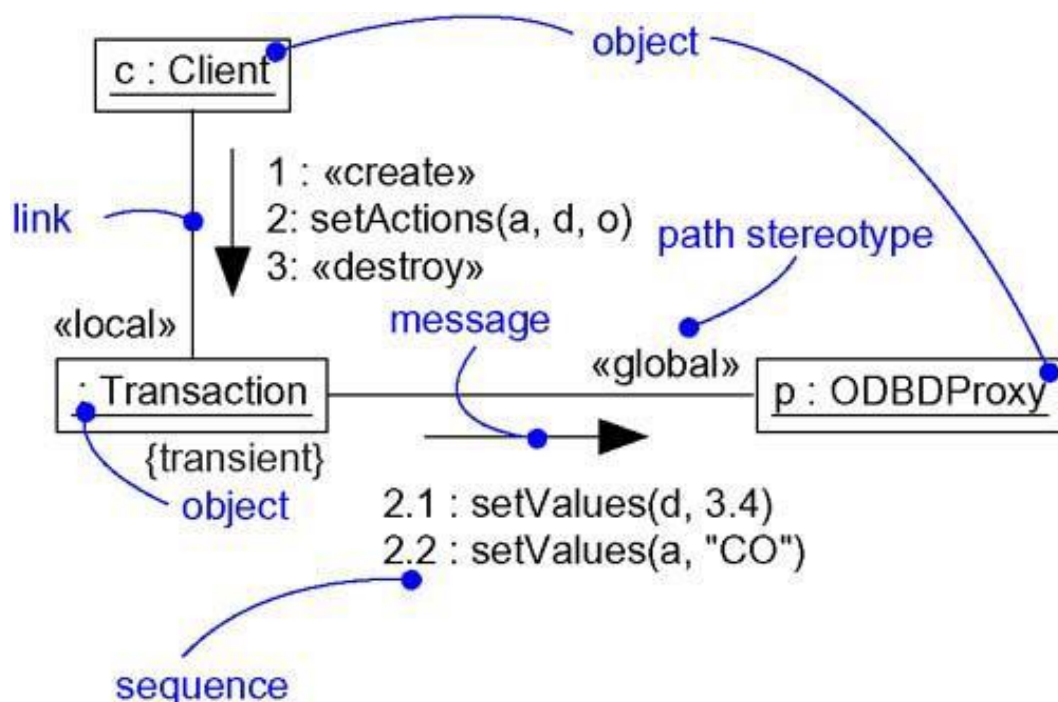 object
c : Client
1 : «create»
link
2: setActions(a, d, o)
path stereotype
3: «destroy»
message
«local»
«global»
: Transaction
p : ODBDProxy
{transient}
object
2.1 : setValues(d, 3.4)
2.2 : setValues(a, "CO")
sequence